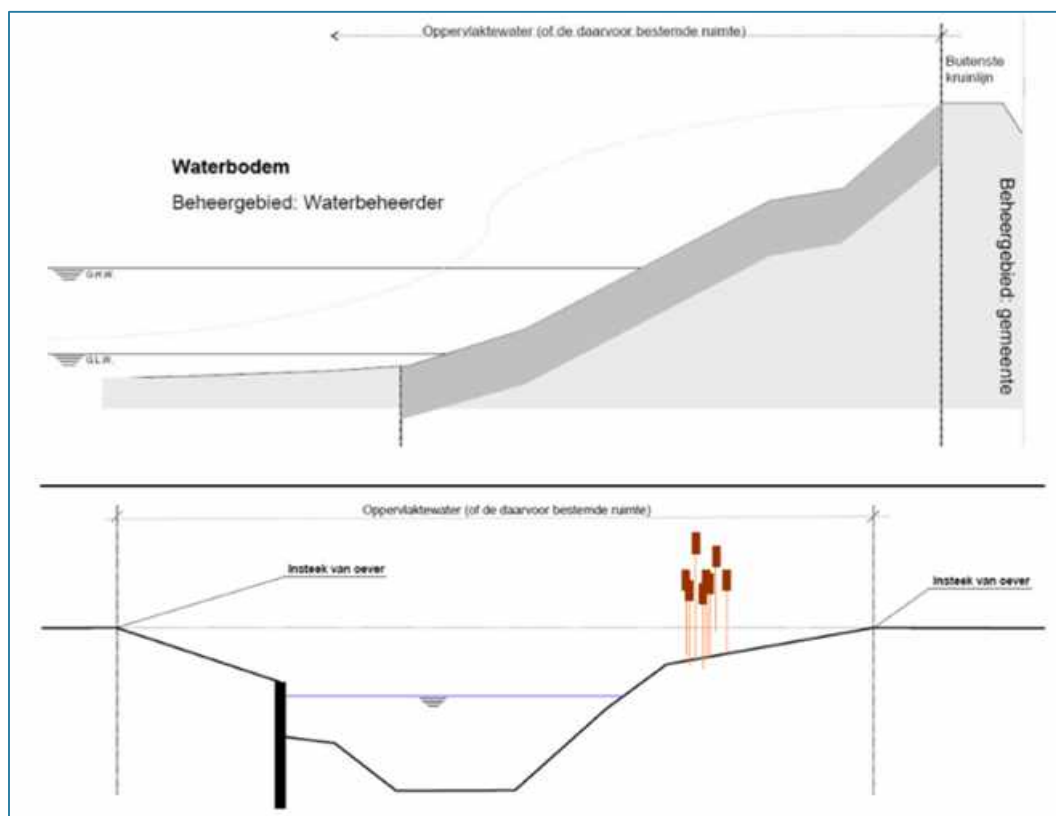 Oppervlaktewater (of de daarvoor bestemde ruimte)
Buitenste
kruinlijn
Waterbodem
Beheergebied: Waterbeheerder
Beheergebied: gemeente
G.H.W.
G.L.W.
Oppervlaktewater (of de daarvoor bestemde ruimte)
Insteek van oever
Insteek van oever